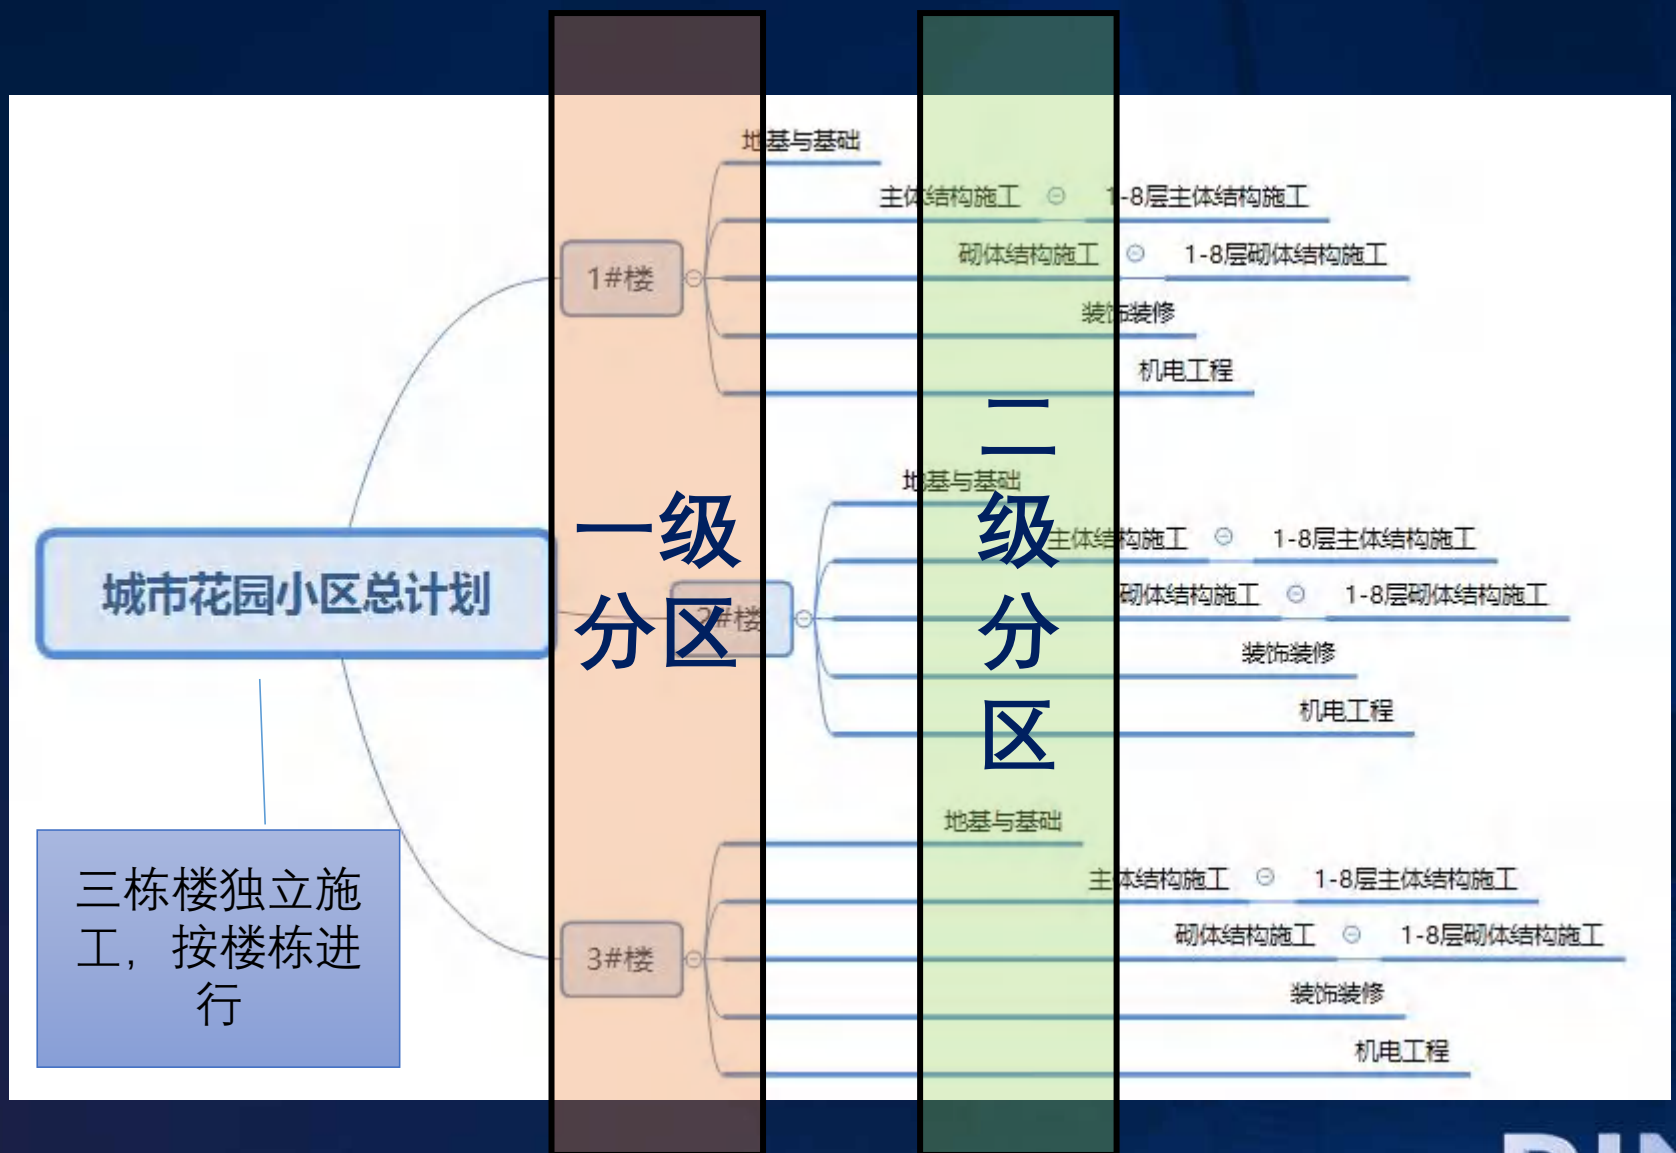 地基与基础
主体结构施工
1-8层主体结构施工
砌体结构施工
1-8层砌体结构施工
1#楼
装饰装修
机电工程
一级
分区
二
级
分
区
地基与基础
主体结构施工
1-8层主体结构施工
城市花园小区总计划
2#楼
砌体结构施工
1-8层砌体结构施工
装饰装修
机电工程
三栋楼独立施
工，按楼栋进
行
地基与基础
主体结构施工
1-8层主体结构施工
砌体结构施工
1-8层砌体结构施工
3#楼
装饰装修
机电工程